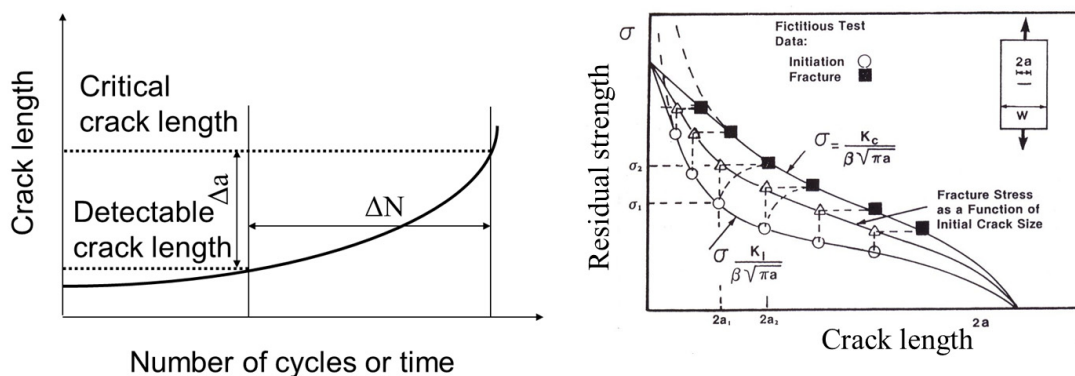 Crack length
Critical
crack length
Δa
ΔN
Detectable
crack length
Number of cycles or time
Residual strength
σ
Fictitious Test
Data:
Initiation
Fracture
2a
W
σ₂
σ₁
σ= Kc / β√πa
Fracture Stress
as a Function of
Initial Crack Size
σ KI / β√πa
2a₁ 2a₂
2a
Crack length